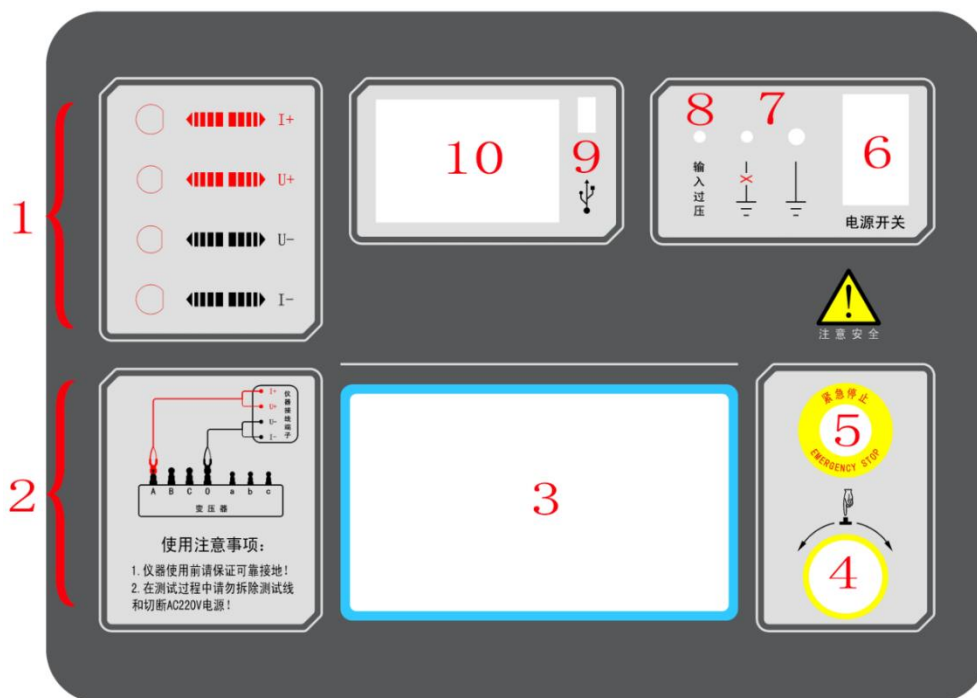 1
I+
U+
U-
I-
10
9
8
7
6
输入过压
电源开关
注意安全
2
I+
U+
U-
I-
仪器接线端子
A B C O a b c
变压器
使用注意事项：
1.仪器使用前请保证可靠接地！
2.在测试过程中请勿拆除测试线
和切断AC220V电源！
3
紧急停止
5
EMERGENCY STOP
4